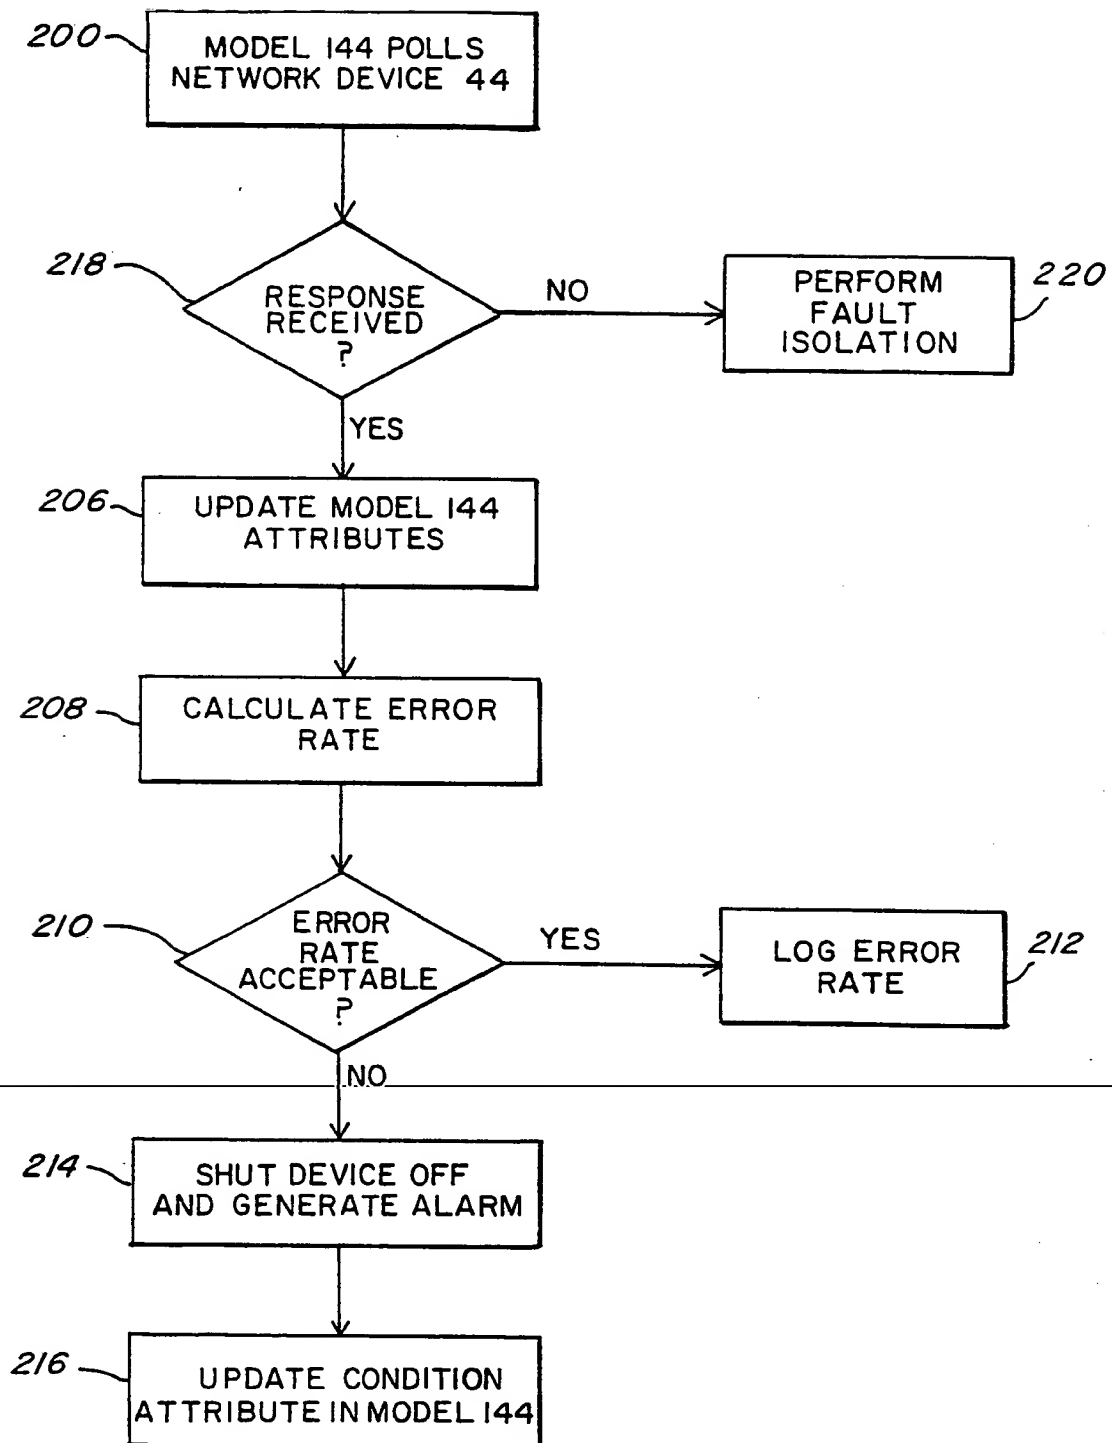 200
MODEL 144 POLLS
NETWORK DEVICE 44
218
RESPONSE
RECEIVED
?
NO
PERFORM
FAULT
ISOLATION
220
YES
206
UPDATE MODEL 144
ATTRIBUTES
208
CALCULATE ERROR
RATE
210
ERROR
RATE
ACCEPTABLE
?
YES
LOG ERROR
RATE
212
NO
214
SHUT DEVICE OFF
AND GENERATE ALARM
216
UPDATE CONDITION
ATTRIBUTE IN MODEL 144